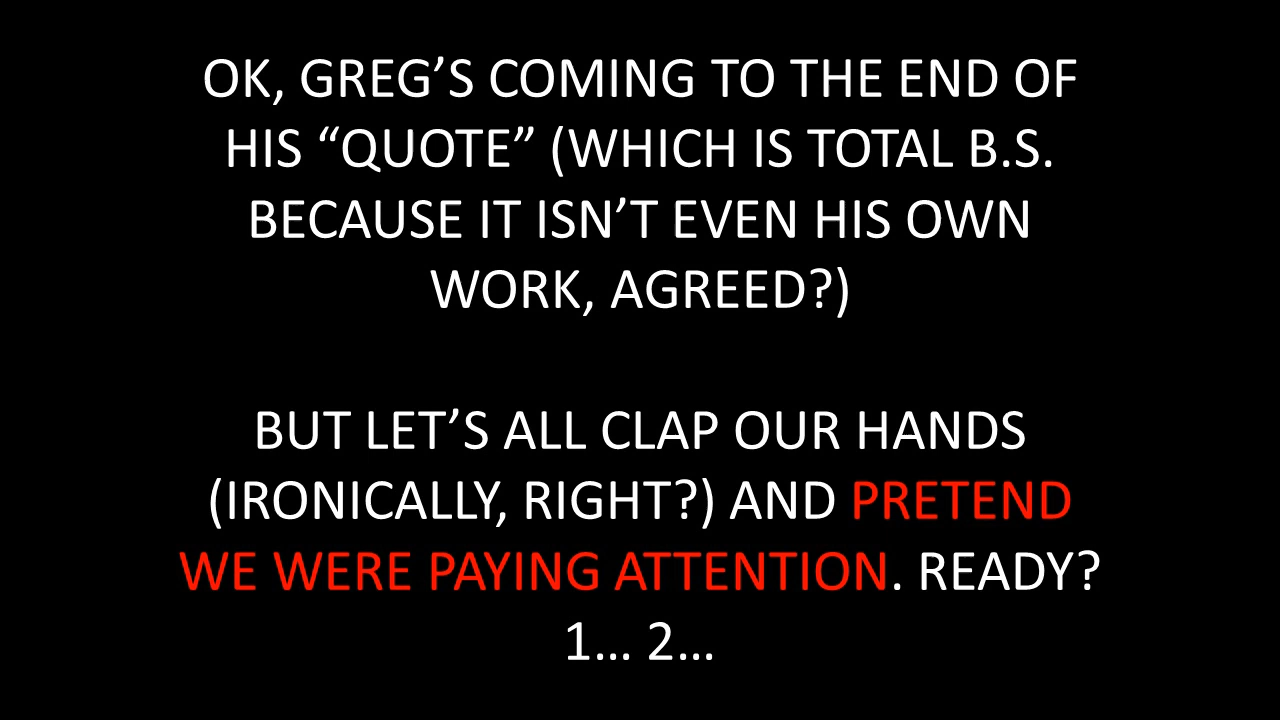 OK, GREG’S COMING TO THE END OF
HIS “QUOTE” (WHICH IS TOTAL B.S.
BECAUSE IT ISN’T EVEN HIS OWN
WORK, AGREED?)
BUT LET’S ALL CLAP OUR HANDS
(IRONICALLY, RIGHT?) AND PRETEND
WE WERE PAYING ATTENTION. READY?
1… 2…